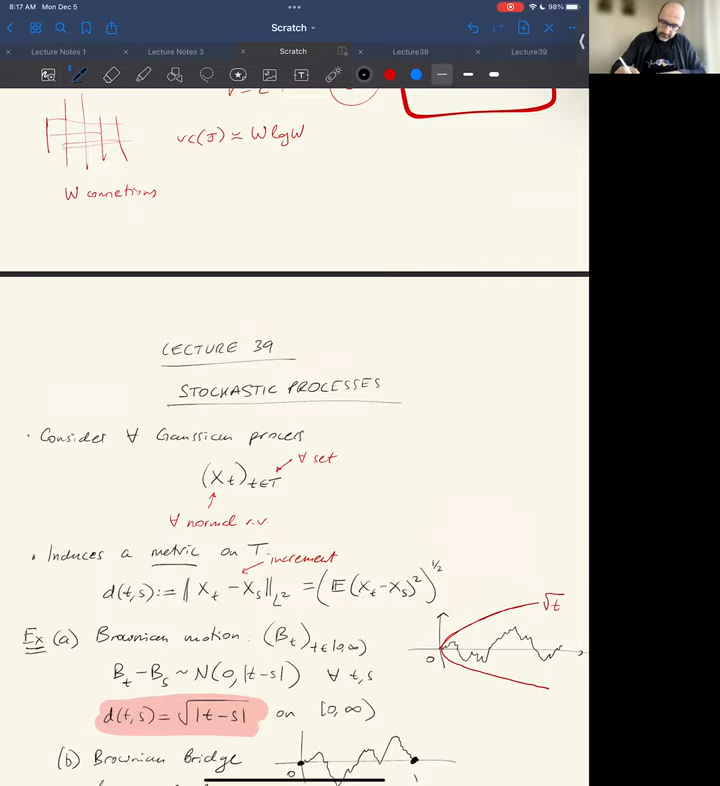 8:17 AM Mon Dec 5
98%
Scratch
Lecture Notes 1
Lecture Notes 3
Scratch
Lecture38
Lecture39
VC(F) ≍ W log W
W connections
LECTURE 39
STOCHASTIC PROCESSES
· Consider ∀ Gaussian process
(X_t)_{t∈T}
∀ set
∀ normal r.v.
· Induces a metric on T.
increment
d(t,s) := ‖X_t - X_s‖_{L²} = (𝔼(X_t-X_s)²)^{1/2}
Ex (a) Brownian motion: (B_t)_{t∈[0,∞)}
√t
0
B_t - B_s ~ N(0, |t-s|) ∀ t,s
d(t,s) = √|t-s| on [0,∞)
(b) Brownian Bridge
0
1